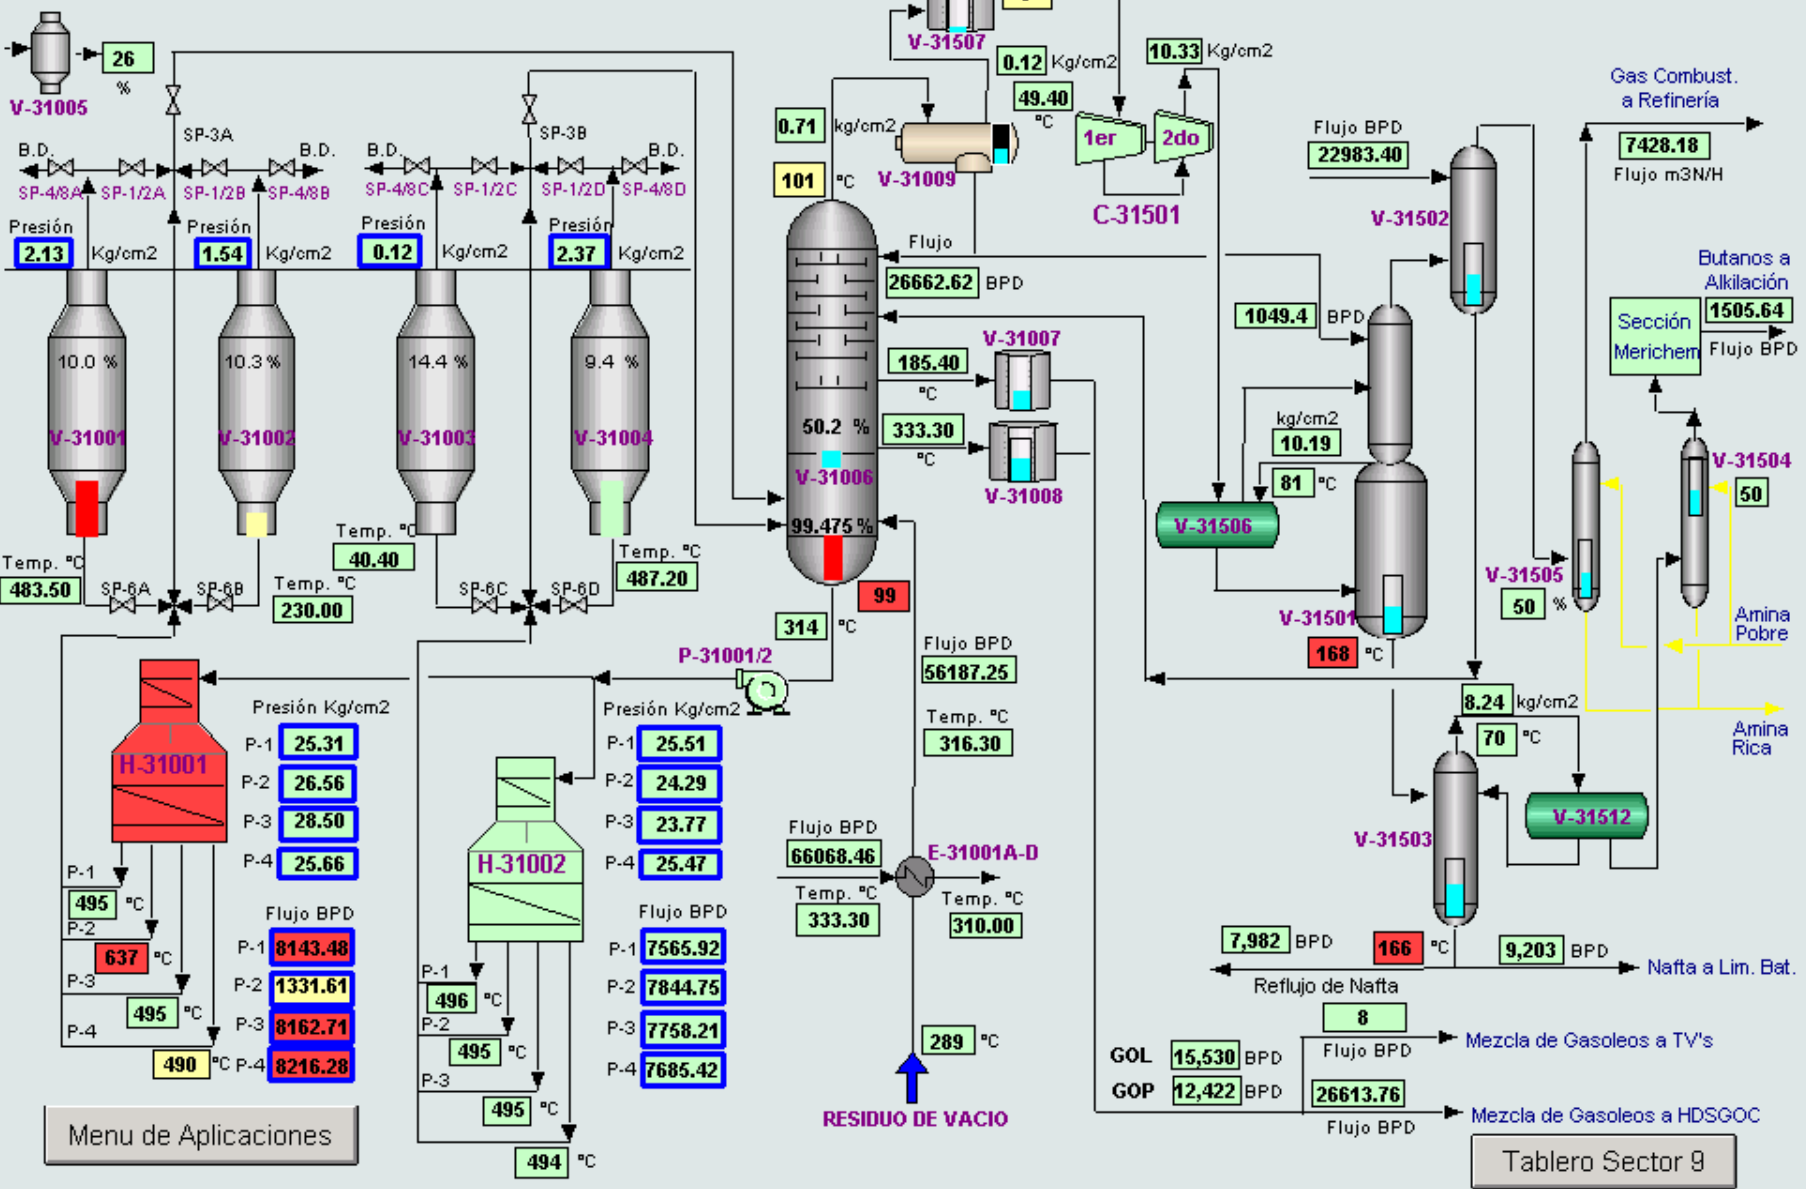 V-31005
26
%
V-31507
0.12 Kg/cm2
49.40
°C
10.33 Kg/cm2
1er
2do
C-31501
Gas Combust.
a Refinería
7428.18
Flujo m3N/H
Flujo BPD
22983.40
V-31502
SP-3A
SP-3B
B.D.
B.D.
B.D.
B.D.
SP-4/8A
SP-1/2A
SP-1/2B
SP-4/8B
SP-4/8C
SP-1/2C
SP-1/2D
SP-4/8D
0.71 kg/cm2
101 °C
V-31009
Presión
2.13 Kg/cm2
Presión
1.54 Kg/cm2
Presión
0.12 Kg/cm2
Presión
2.37 Kg/cm2
Flujo
26662.62 BPD
1049.4 BPD
Butanos a
Alkilación
1505.64
Flujo BPD
Sección
Merichem
10.0 %
10.3 %
14.4 %
9.4 %
V-31001
V-31002
V-31003
V-31004
V-31007
185.40
°C
50.2 %
333.30
°C
V-31006
V-31008
99.475 %
kg/cm2
10.19
81 °C
V-31506
V-31504
50
V-31505
50 %
V-31501
168 °C
Temp. °C
483.50
SP-6A
SP-6B
Temp. °C
230.00
Temp. °C
40.40
SP-6C
SP-6D
Temp. °C
487.20
99
314 °C
P-31001/2
Flujo BPD
56187.25
Temp. °C
316.30
Amina
Pobre
Amina
Rica
8.24 kg/cm2
70 °C
V-31512
V-31503
H-31001
Presión Kg/cm2
P-1 25.31
P-2 26.56
P-3 28.50
P-4 25.66
P-1
495 °C
P-2
637 °C
P-3
495 °C
P-4
490 °C
Flujo BPD
P-1 8143.48
P-2 1331.61
P-3 8162.71
P-4 8216.28
H-31002
Presión Kg/cm2
P-1 25.51
P-2 24.29
P-3 23.77
P-4 25.47
P-1
496 °C
P-2
495 °C
P-3
495 °C
494 °C
Flujo BPD
P-1 7565.92
P-2 7844.75
P-3 7758.21
P-4 7685.42
Flujo BPD
66068.46
Temp. °C
333.30
E-31001A-D
Temp. °C
310.00
289 °C
RESIDUO DE VACIO
7,982 BPD
Reflujo de Nafta
166 °C
9,203 BPD
Nafta a Lim. Bat.
GOL 15,530 BPD
GOP 12,422 BPD
8
Flujo BPD
Mezcla de Gasoleos a TV's
26613.76
Flujo BPD
Mezcla de Gasoleos a HDSGOC
Menu de Aplicaciones
Tablero Sector 9